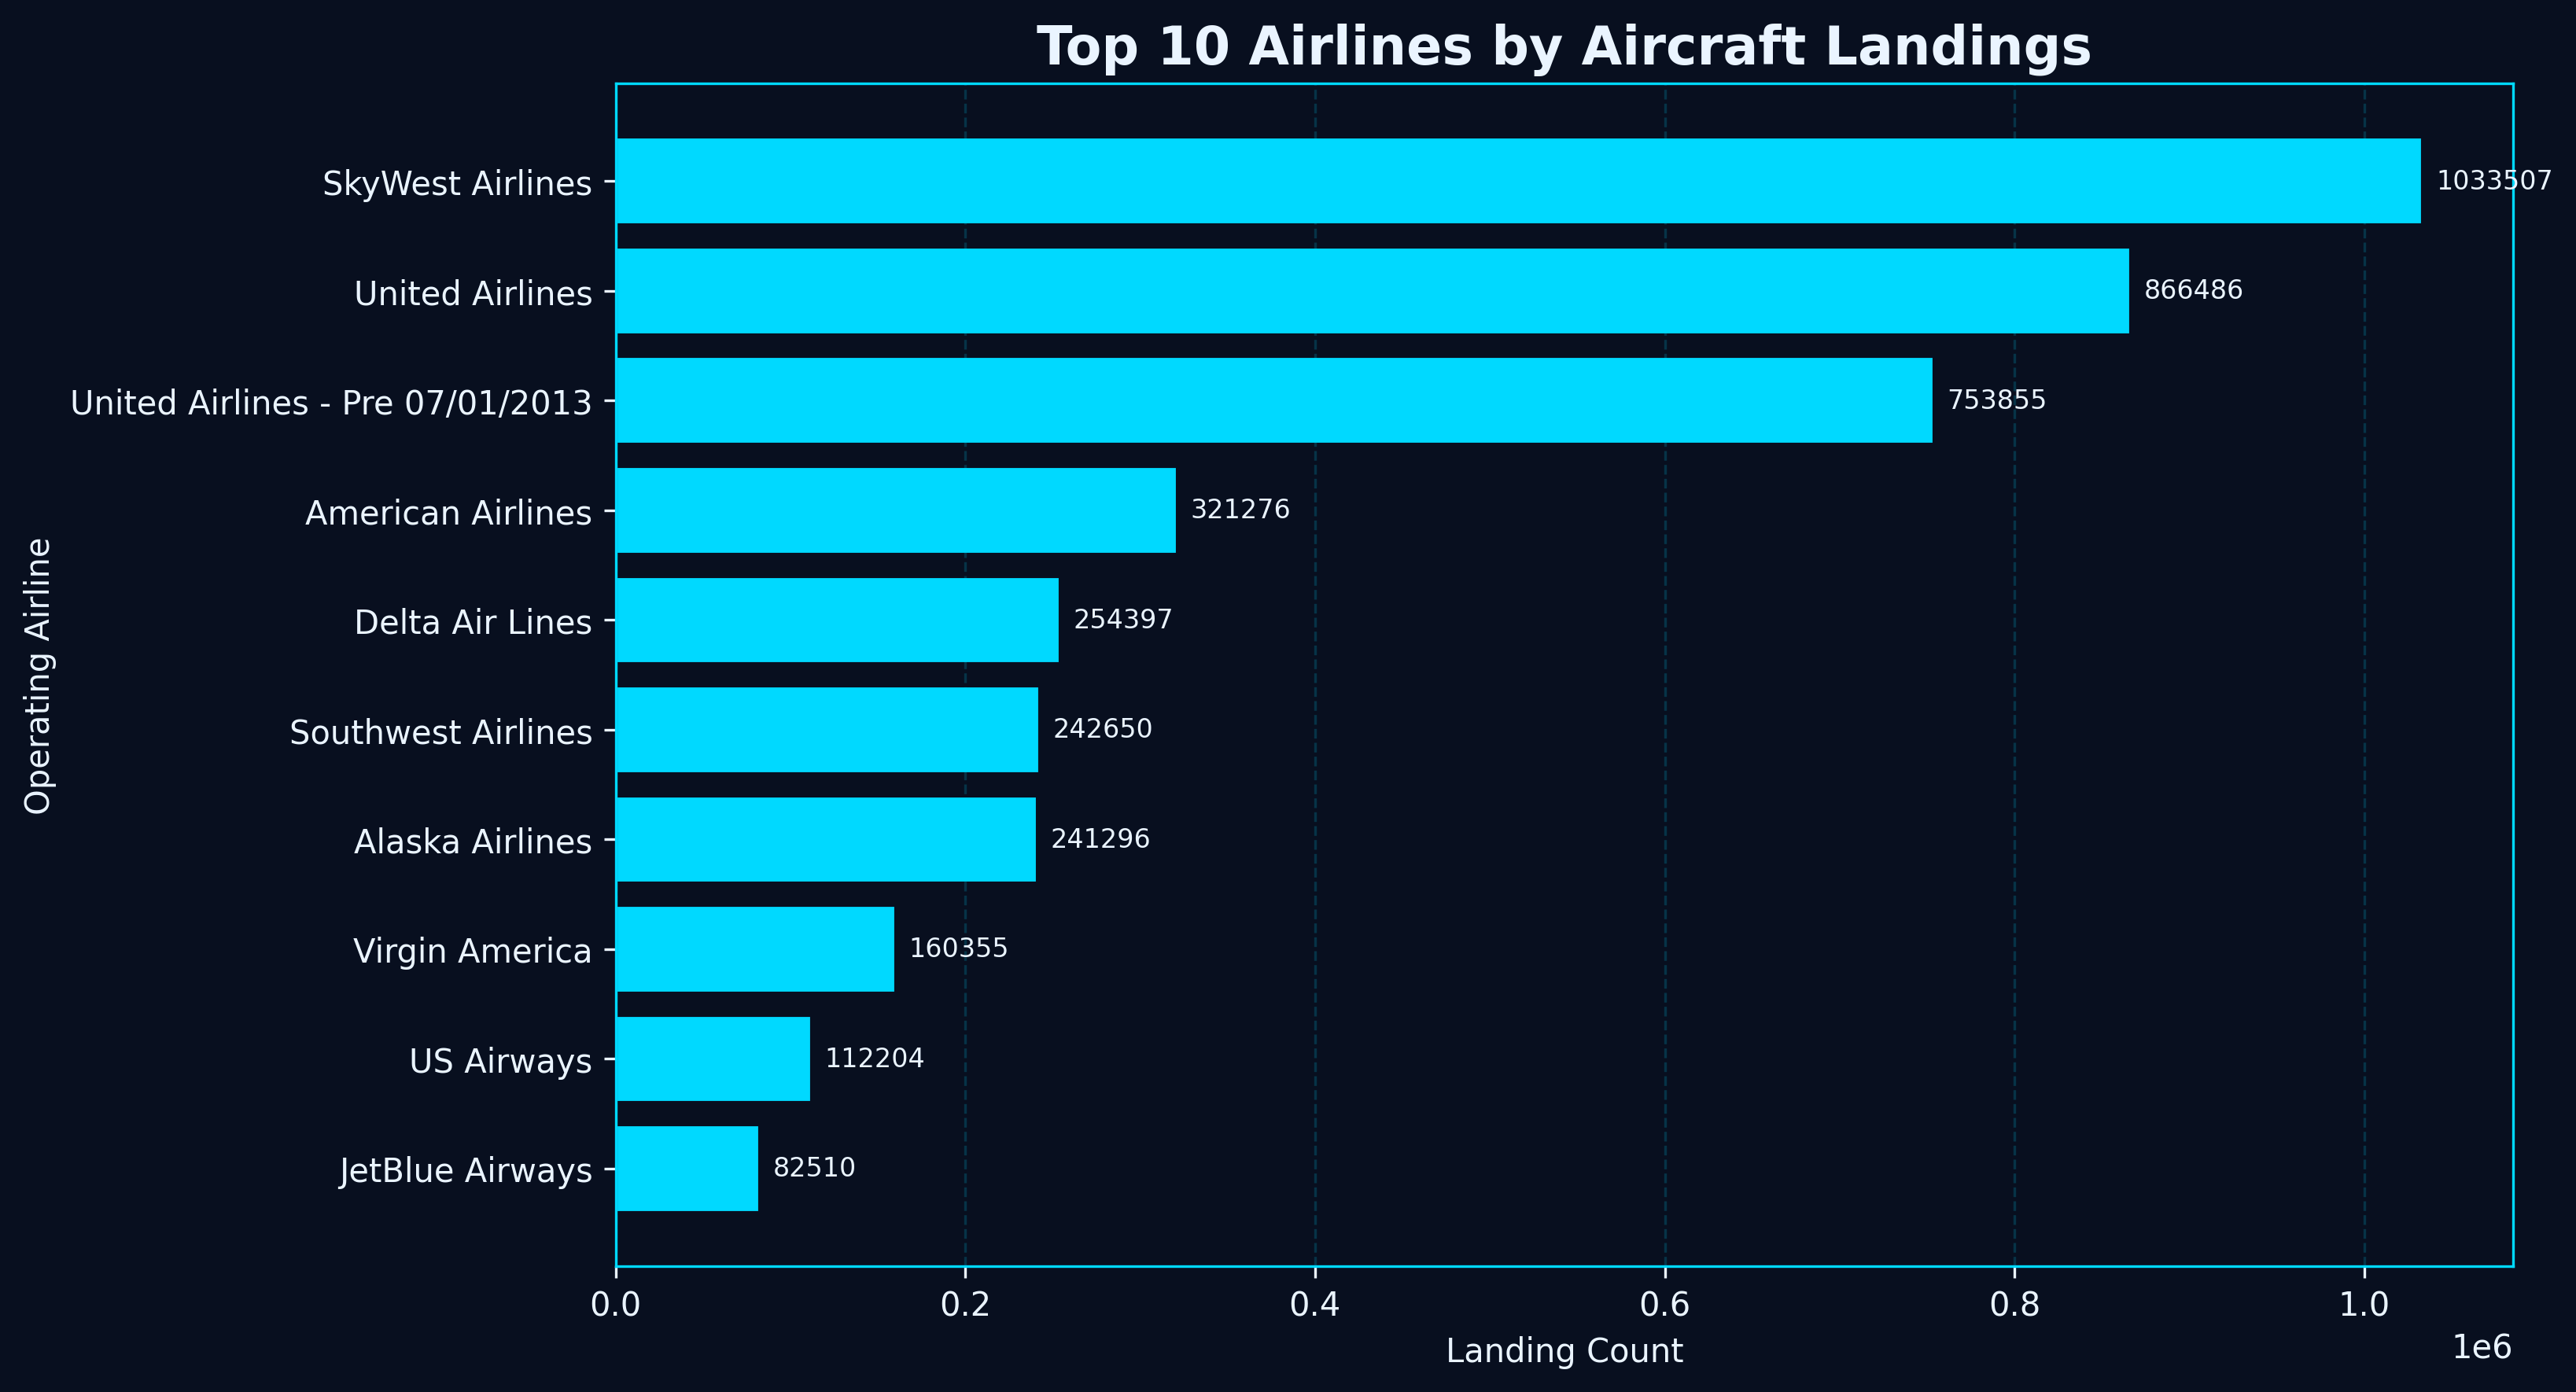 Top 10 Airlines by Aircraft Landings
Operating Airline
SkyWest Airlines 1033507
United Airlines 866486
United Airlines - Pre 07/01/2013 753855
American Airlines 321276
Delta Air Lines 254397
Southwest Airlines 242650
Alaska Airlines 241296
Virgin America 160355
US Airways 112204
JetBlue Airways 82510
0.0 0.2 0.4 0.6 0.8 1.0
1e6
Landing Count